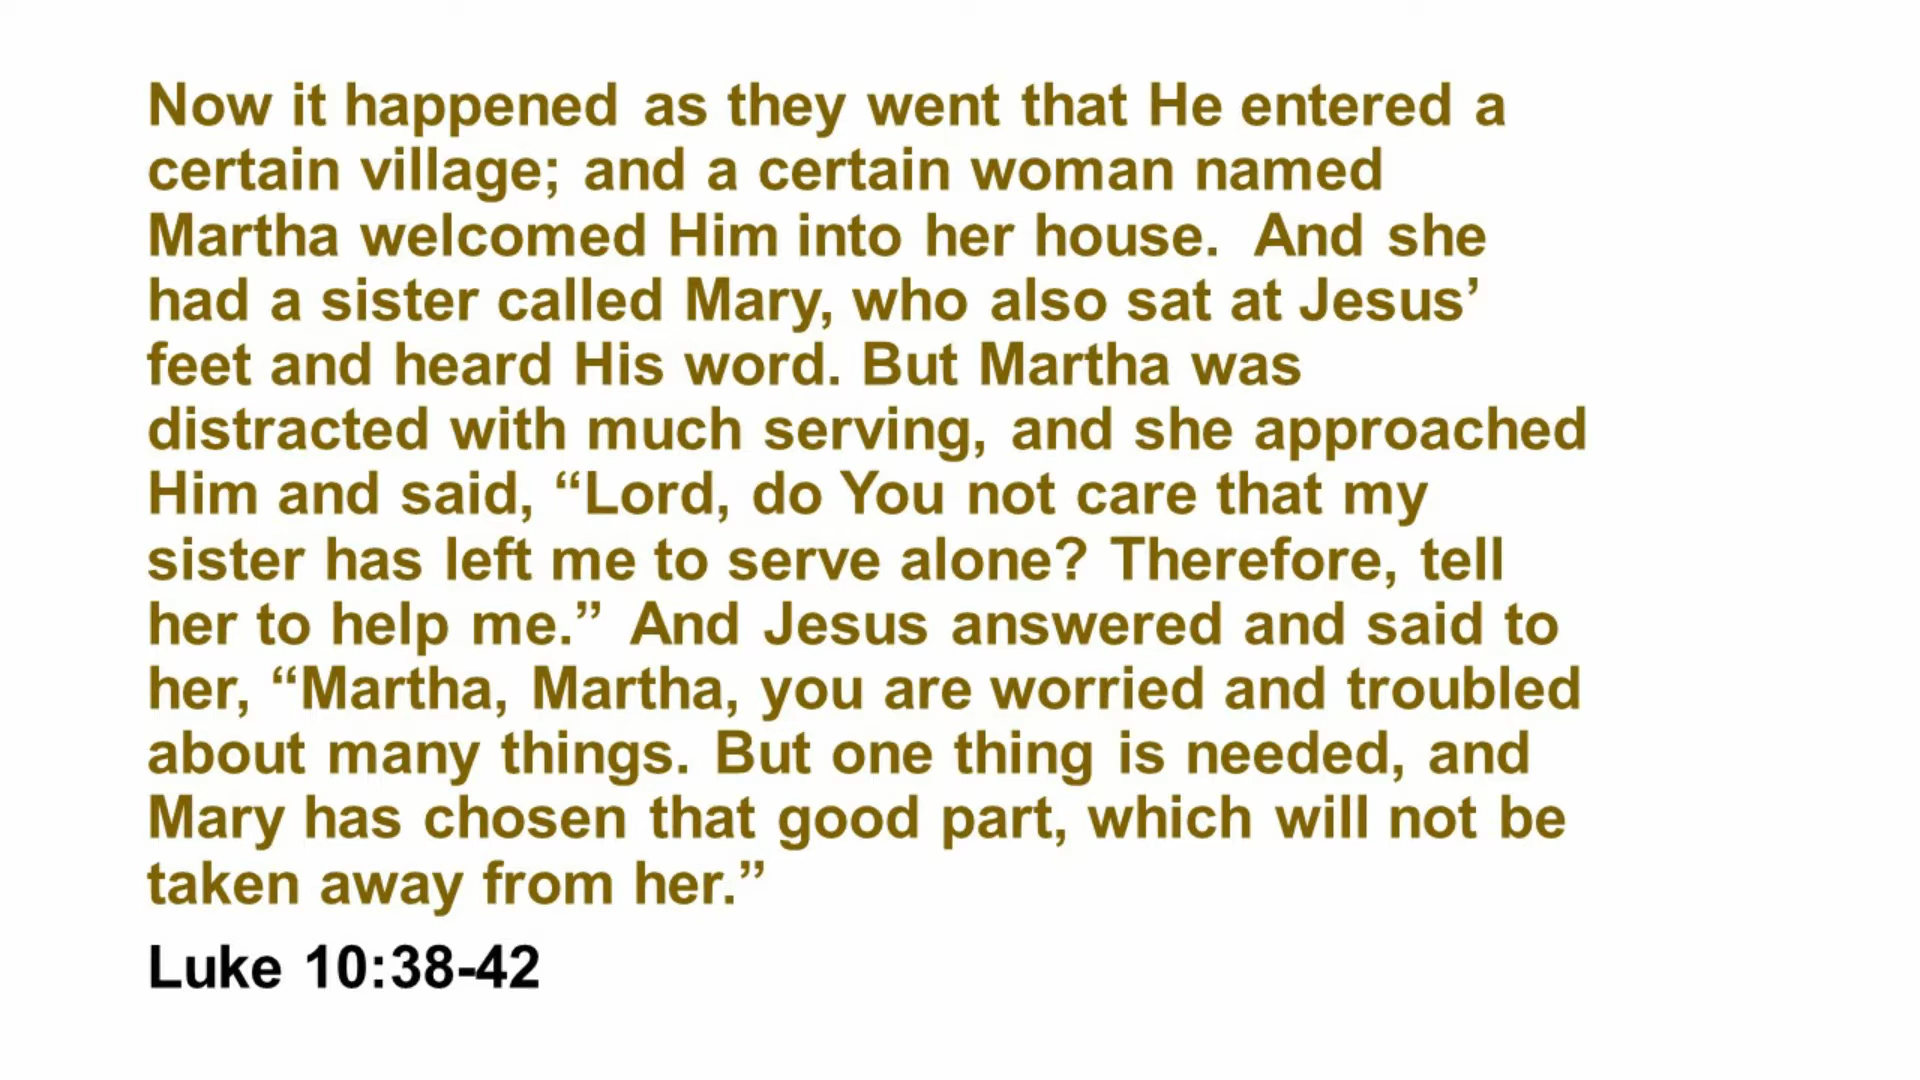 Now it happened as they went that He entered a
certain village; and a certain woman named
Martha welcomed Him into her house.  And she
had a sister called Mary, who also sat at Jesus’
feet and heard His word. But Martha was
distracted with much serving, and she approached
Him and said, “Lord, do You not care that my
sister has left me to serve alone? Therefore, tell
her to help me.”  And Jesus answered and said to
her, “Martha, Martha, you are worried and troubled
about many things. But one thing is needed, and
Mary has chosen that good part, which will not be
taken away from her.”
Luke 10:38-42